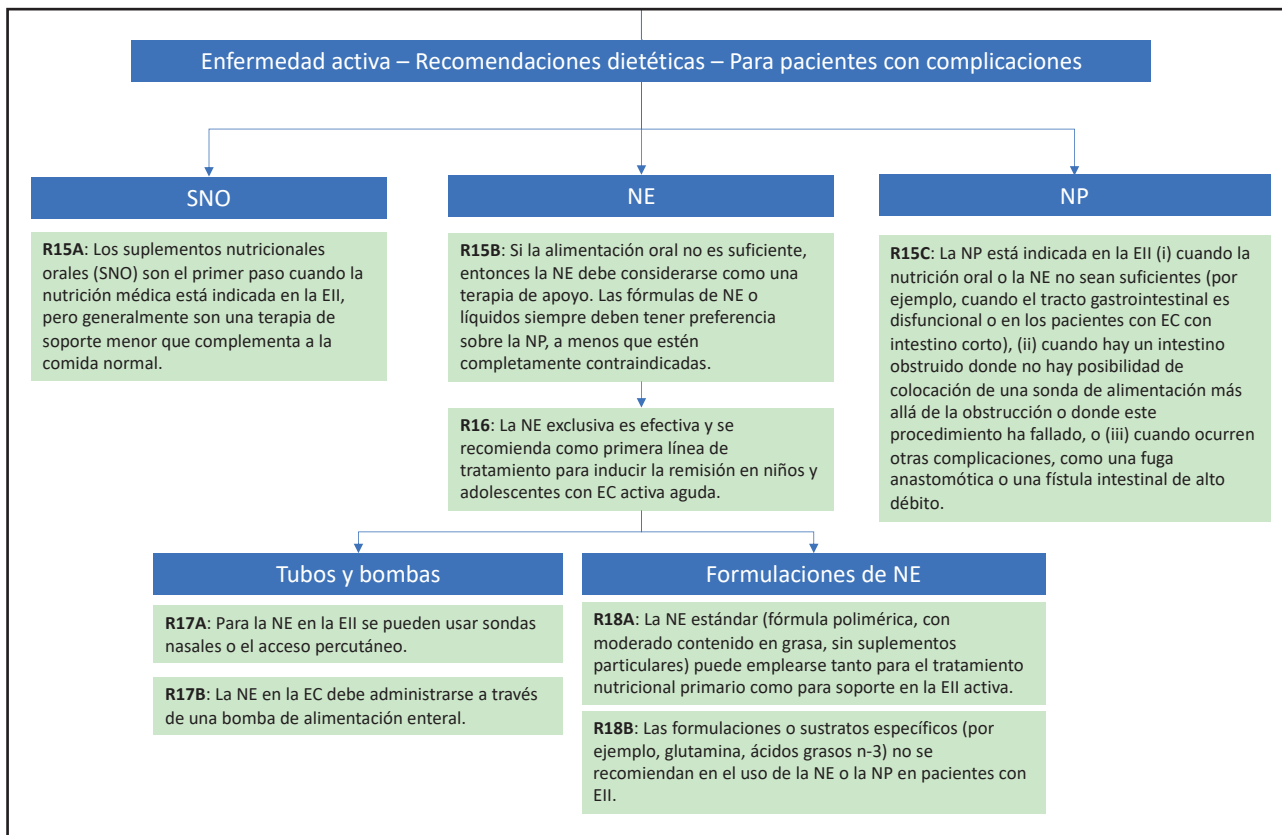 Enfermedad activa – Recomendaciones dietéticas – Para pacientes con complicaciones
SNO
R15A: Los suplementos nutricionales
orales (SNO) son el primer paso cuando la
nutrición médica está indicada en la EII,
pero generalmente son una terapia de
soporte menor que complementa a la
comida normal.
NE
R15B: Si la alimentación oral no es suficiente,
entonces la NE debe considerarse como una
terapia de apoyo. Las fórmulas de NE o
líquidos siempre deben tener preferencia
sobre la NP, a menos que estén
completamente contraindicadas.
R16: La NE exclusiva es efectiva y se
recomienda como primera línea de
tratamiento para inducir la remisión en niños y
adolescentes con EC activa aguda.
NP
R15C: La NP está indicada en la EII (i) cuando la
nutrición oral o la NE no sean suficientes (por
ejemplo, cuando el tracto gastrointestinal es
disfuncional o en los pacientes con EC con
intestino corto), (ii) cuando hay un intestino
obstruido donde no hay posibilidad de
colocación de una sonda de alimentación más
allá de la obstrucción o donde este
procedimiento ha fallado, o (iii) cuando ocurren
otras complicaciones, como una fuga
anastomótica o una fístula intestinal de alto
débito.
Tubos y bombas
R17A: Para la NE en la EII se pueden usar sondas
nasales o el acceso percutáneo.
R17B: La NE en la EC debe administrarse a través
de una bomba de alimentación enteral.
Formulaciones de NE
R18A: La NE estándar (fórmula polimérica, con
moderado contenido en grasa, sin suplementos
particulares) puede emplearse tanto para el tratamiento
nutricional primario como para soporte en la EII activa.
R18B: Las formulaciones o sustratos específicos (por
ejemplo, glutamina, ácidos grasos n-3) no se
recomiendan en el uso de la NE o la NP en pacientes con
EII.